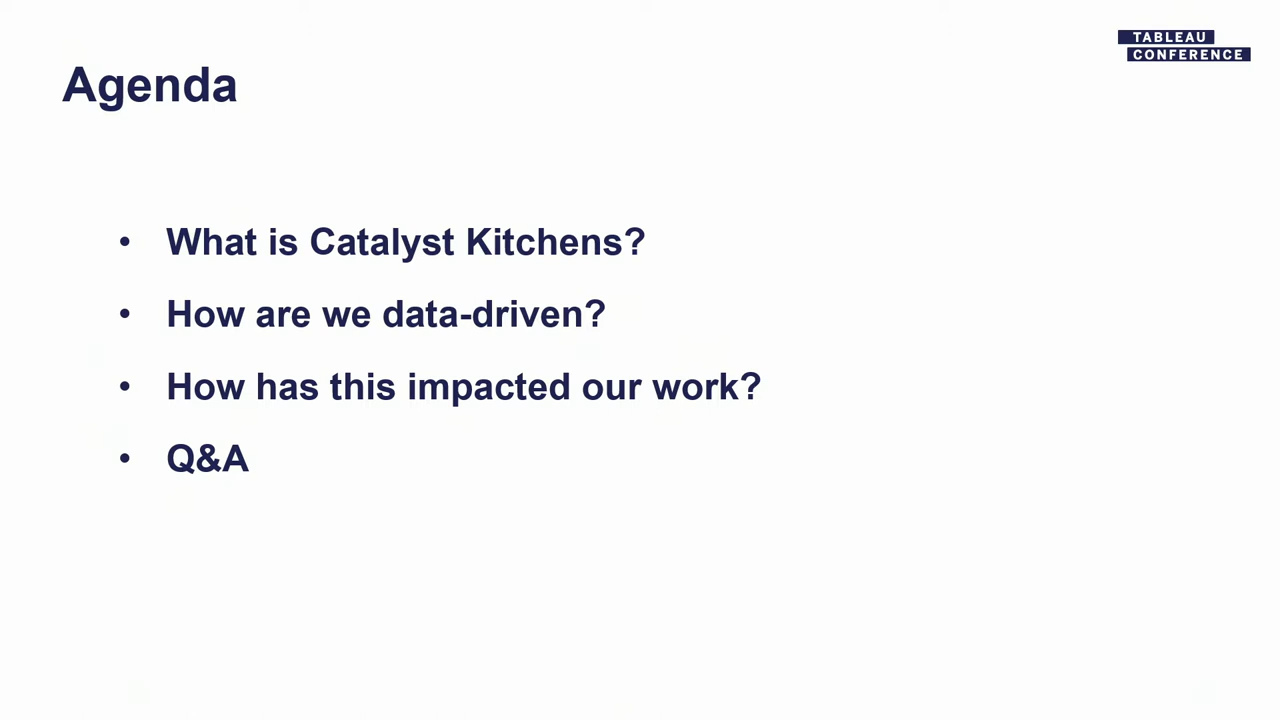 TABLEAU
CONFERENCE
Agenda
• What is Catalyst Kitchens?
• How are we data-driven?
• How has this impacted our work?
• Q&A